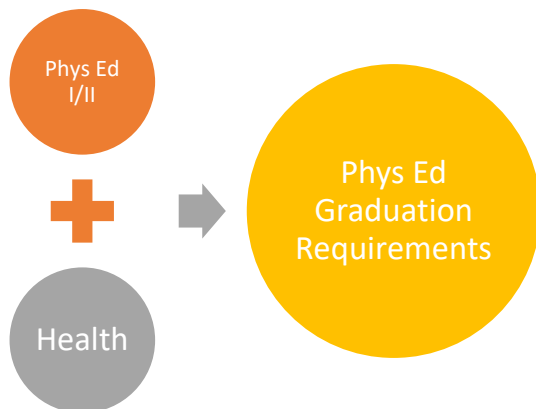 Phys Ed
I/II
Health
Phys Ed
Graduation
Requirements